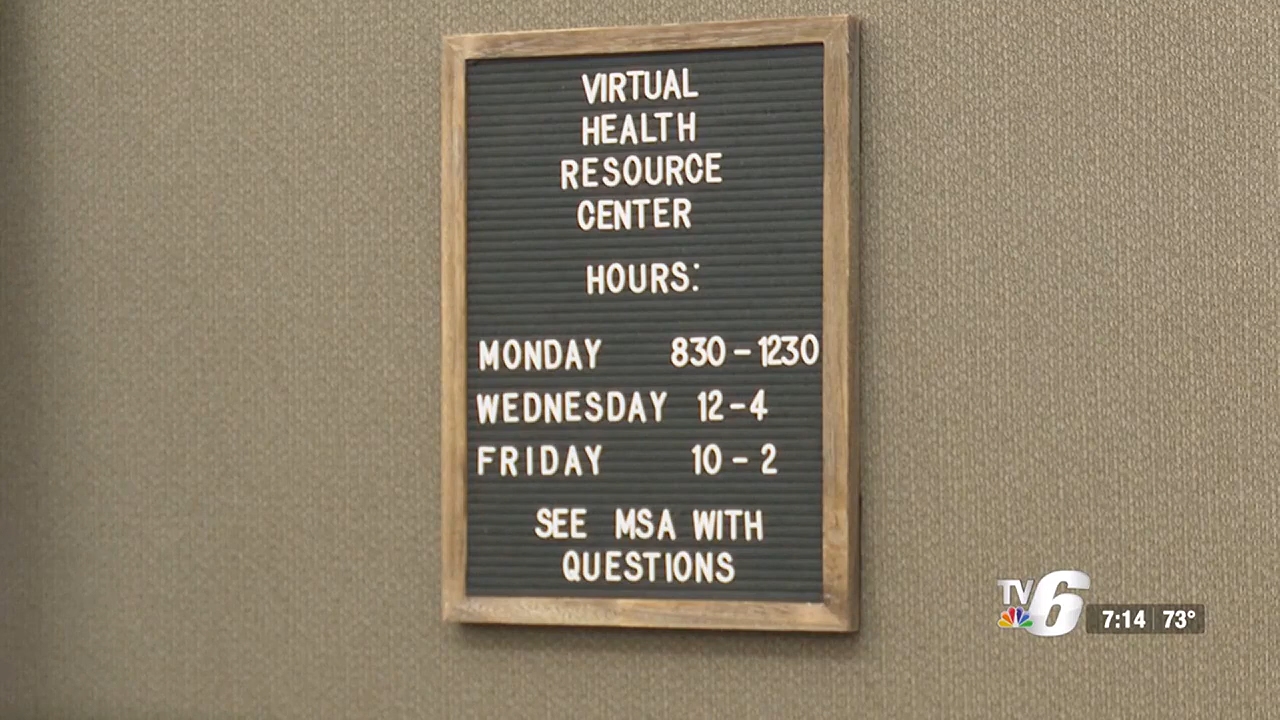 VIRTUAL
HEALTH
RESOURCE
CENTER
HOURS:
MONDAY 830 - 1230
WEDNESDAY 12 - 4
FRIDAY 10 - 2
SEE MSA WITH
QUESTIONS
TV6 7:14 73°